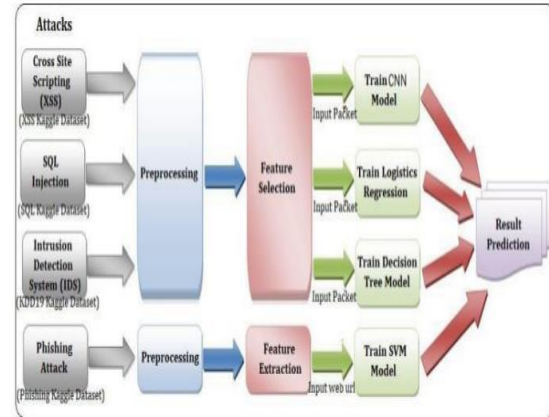 Attacks
Cross Site
Scripting
(XSS)
(XSS Kaggle Dataset)
SQL
Injection
(SQL Kaggle Dataset)
Intrusion
Detection
System (IDS)
(KDD19 Kaggle Dataset)
Phishing
Attack
(Phishing Kaggle Dataset)
Preprocessing
Preprocessing
Feature
Selection
Feature
Extraction
Input Packet
Input Packet
Input Packet
Input web url
Train CNN
Model
Train Logistics
Regression
Train Decision
Tree Model
Train SVM
Model
Result
Prediction